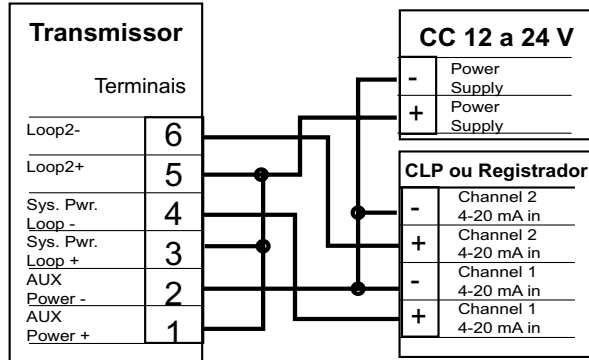 Transmissor
Terminais
Loop2-
6
Loop2+
5
Sys. Pwr.
Loop -
4
Sys. Pwr.
Loop +
3
AUX
Power -
2
AUX
Power +
1
CC 12 a 24 V
-
Power
Supply
+
Power
Supply
CLP ou Registrador
-
Channel 2
4-20 mA in
+
Channel 2
4-20 mA in
-
Channel 1
4-20 mA in
+
Channel 1
4-20 mA in